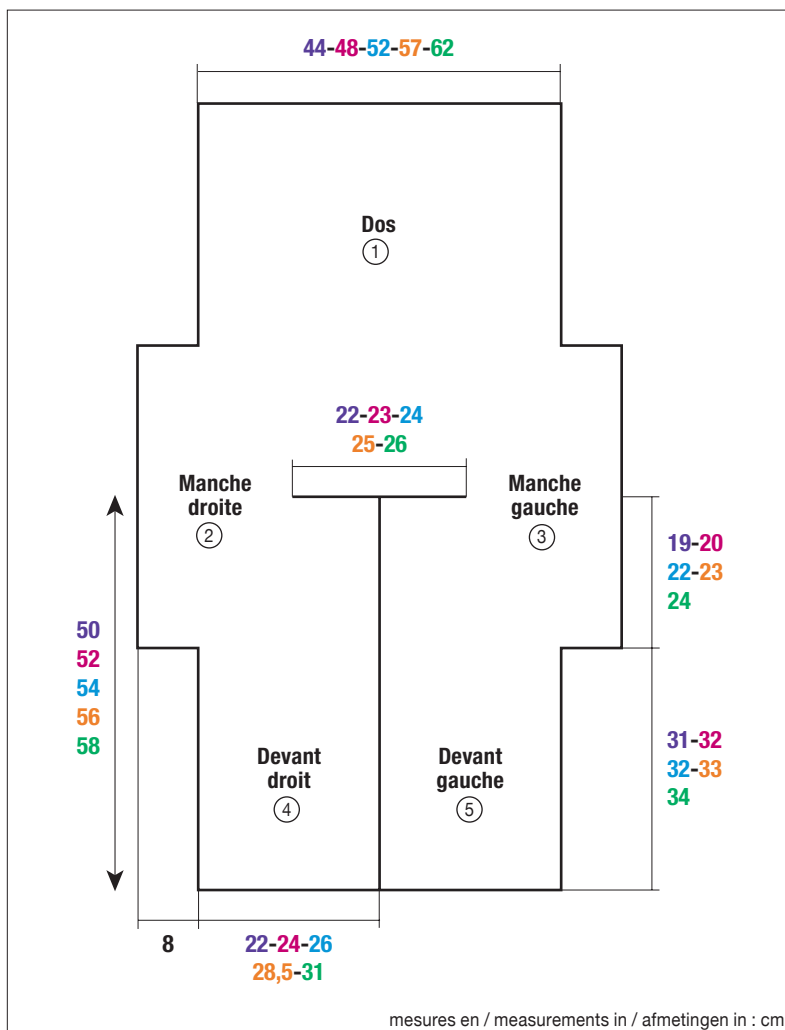 44-48-52-57-62
Dos
1
22-23-24
25-26
Manche
droite
2
Manche
gauche
3
19-20
22-23
24
50
52
54
56
58
31-32
32-33
34
Devant
droit
4
Devant
gauche
5
8
22-24-26
28,5-31
mesures en / measurements in / afmetingen in : cm